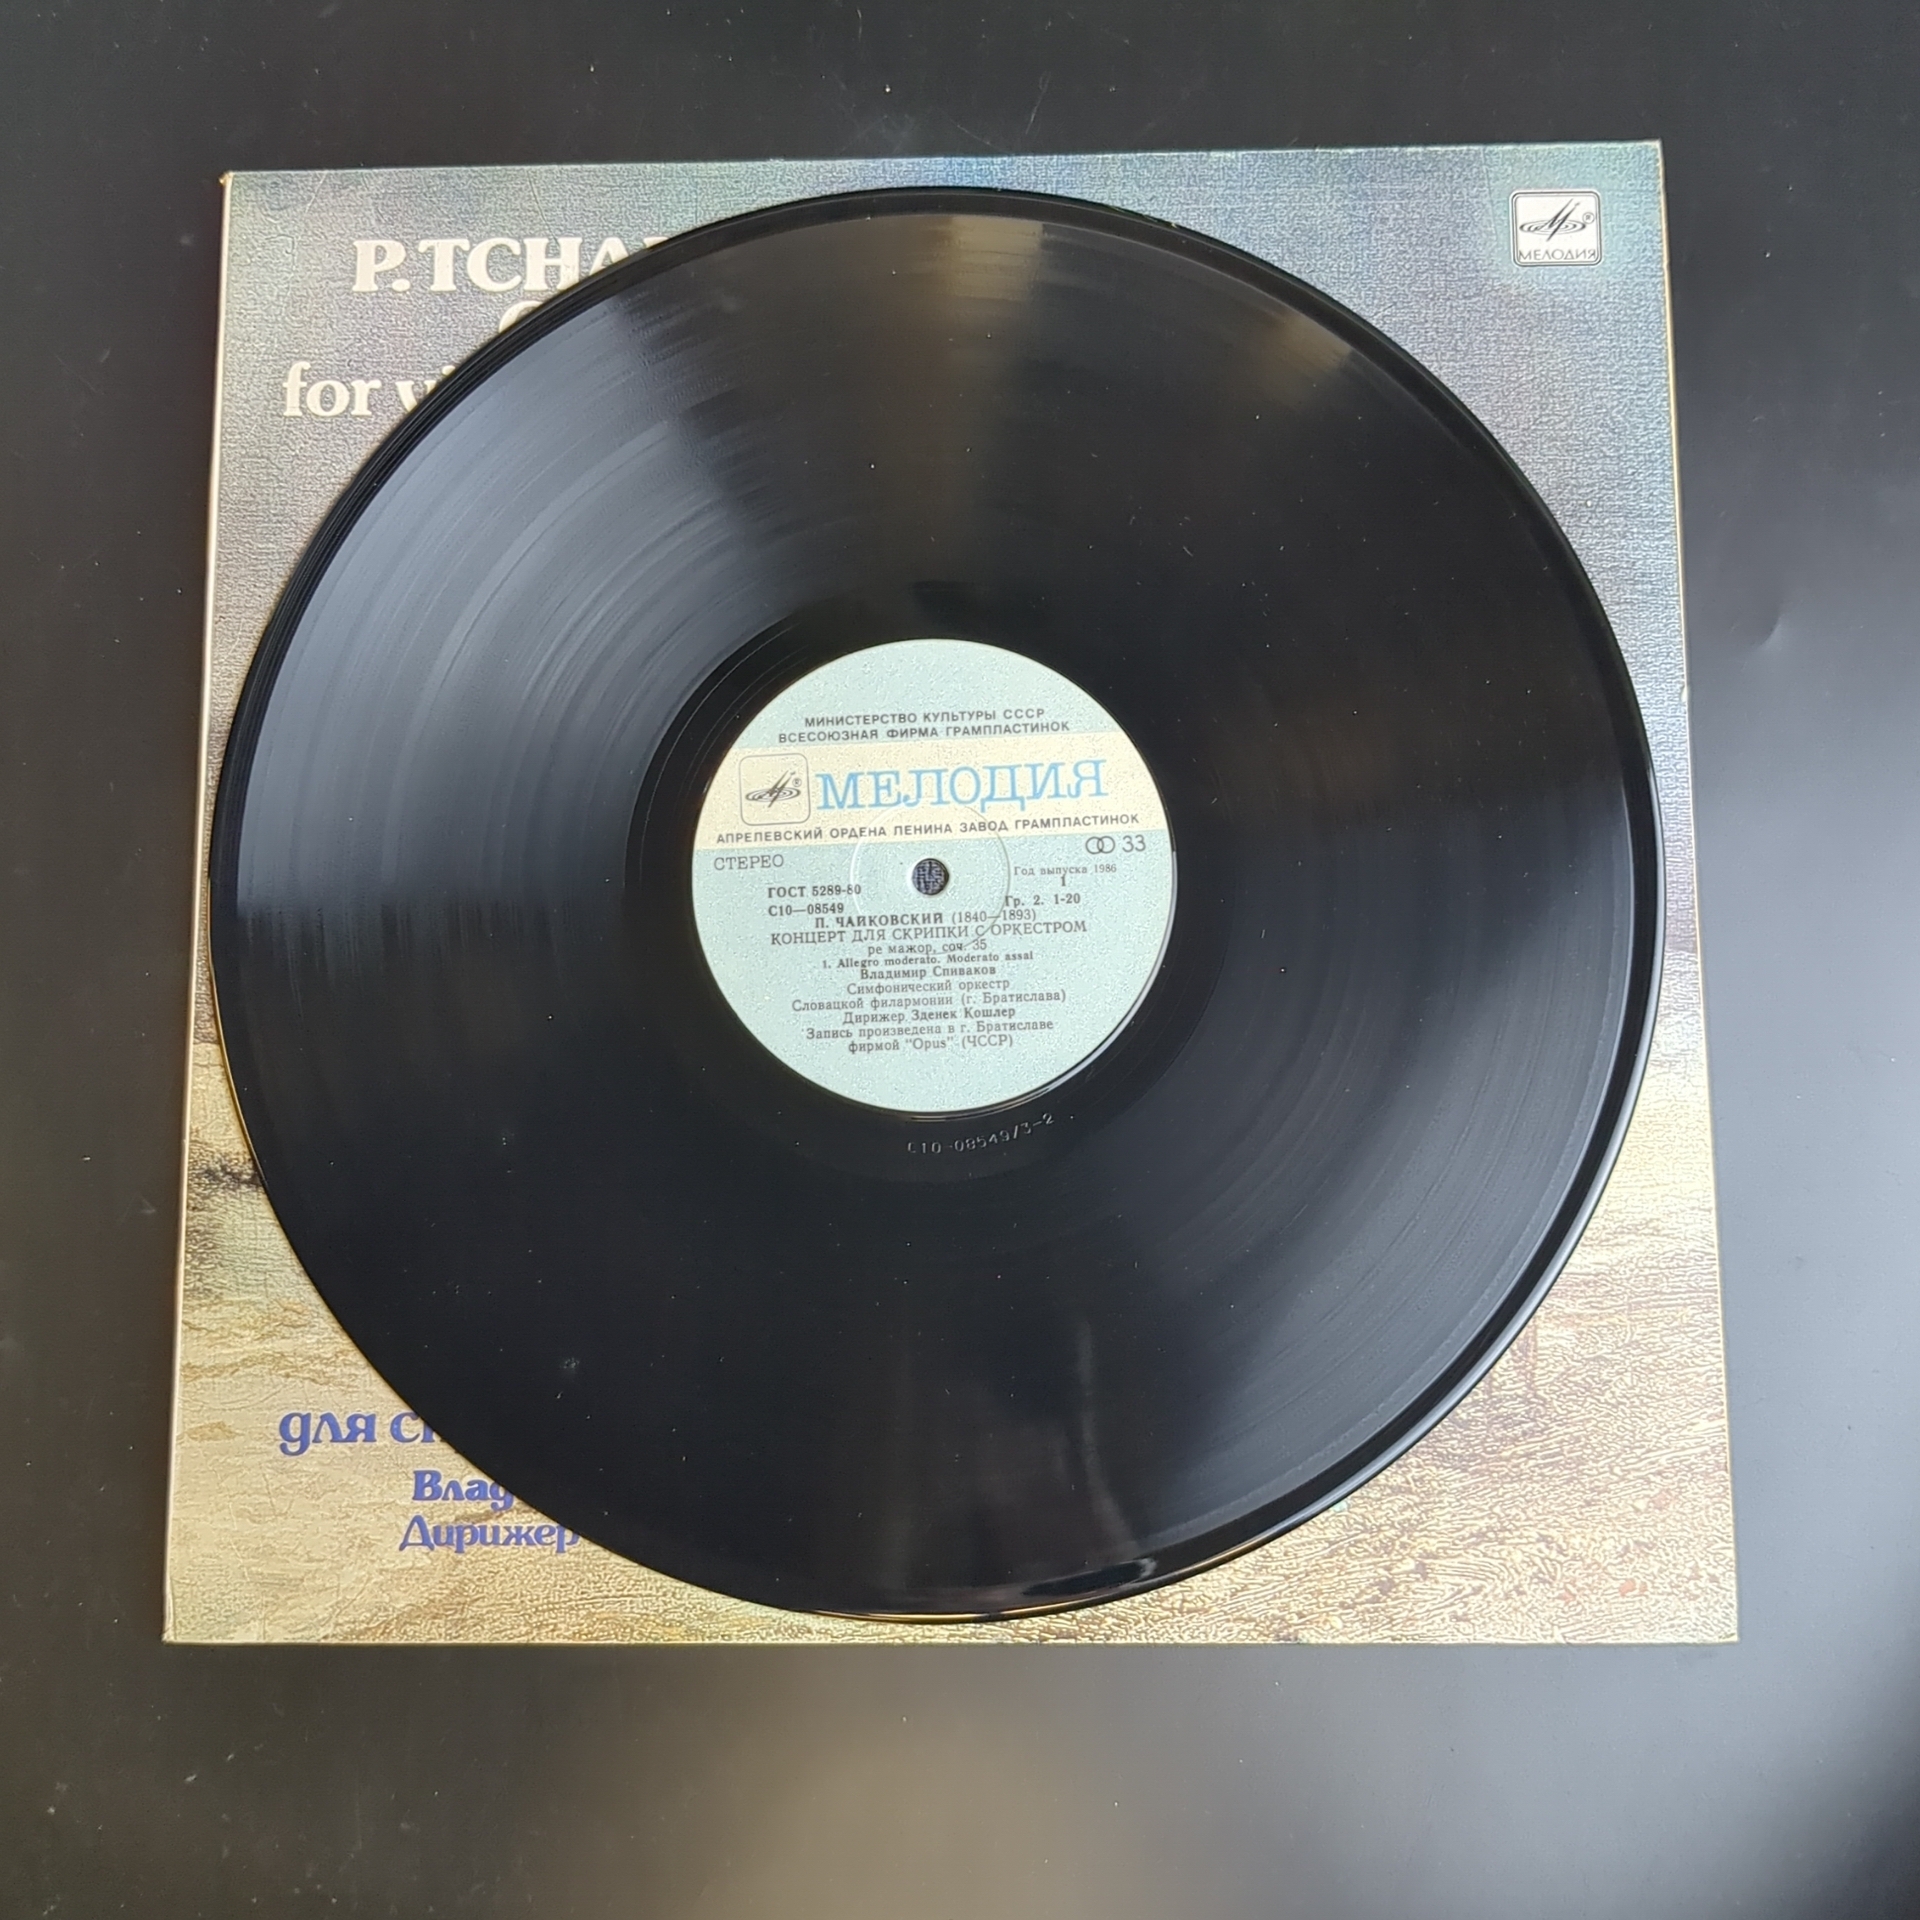 P.TCHA
for vi
МЕЛОДИЯ
МИНИСТЕРСТВО КУЛЬТУРЫ СССР
ВСЕСОЮЗНАЯ ФИРМА ГРАМПЛАСТИНОК
МЕЛОДИЯ
АПРЕЛЕВСКИЙ ОРДЕНА ЛЕНИНА ЗАВОД ГРАМПЛАСТИНОК
СТЕРЕО 33
Год выпуска 1986
ГОСТ 5289-80 1
С10—08549 Гр. 2. 1-20
П. ЧАЙКОВСКИЙ (1840—1893)
КОНЦЕРТ ДЛЯ СКРИПКИ С ОРКЕСТРОМ
ре мажор, соч. 35
1. Allegro moderato. Moderato assai
Владимир Спиваков
Симфонический оркестр
Словацкой филармонии (г. Братислава)
Дирижер Зденек Кошлер
Запись произведена в г. Братиславе
фирмой "Opus" (ЧССР)
С10-08549/3-2
для ск
Влад
Дирижер